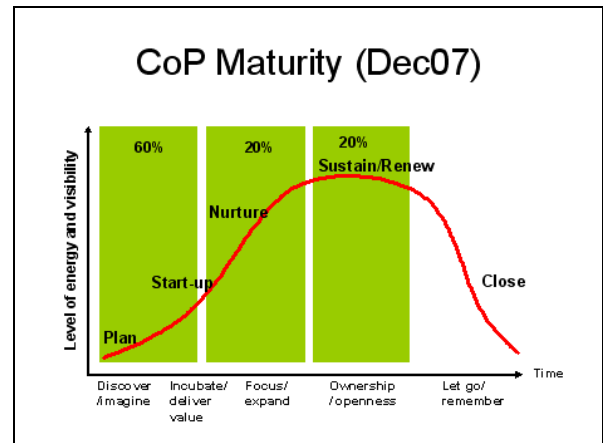 CoP Maturity (Dec07)
Level of energy and visibility
60%
20%
20%
Sustain/Renew
Nurture
Start-up
Close
Plan
Time
Discover
/imagine
Incubate/
deliver
value
Focus/
expand
Ownership
/openness
Let go/
remember